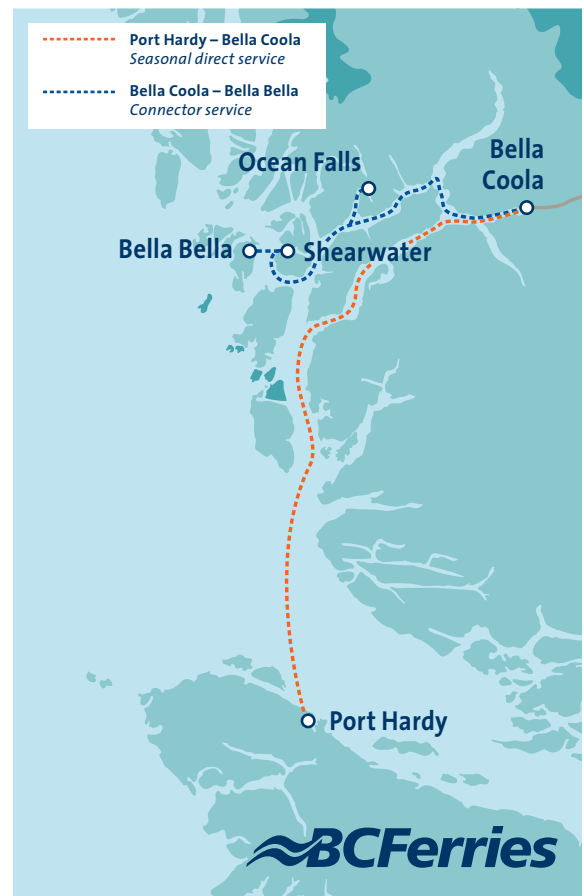 Port Hardy – Bella Coola
Seasonal direct service
Bella Coola – Bella Bella
Connector service
Ocean Falls
Bella
Coola
Bella Bella
Shearwater
Port Hardy
BCFerries